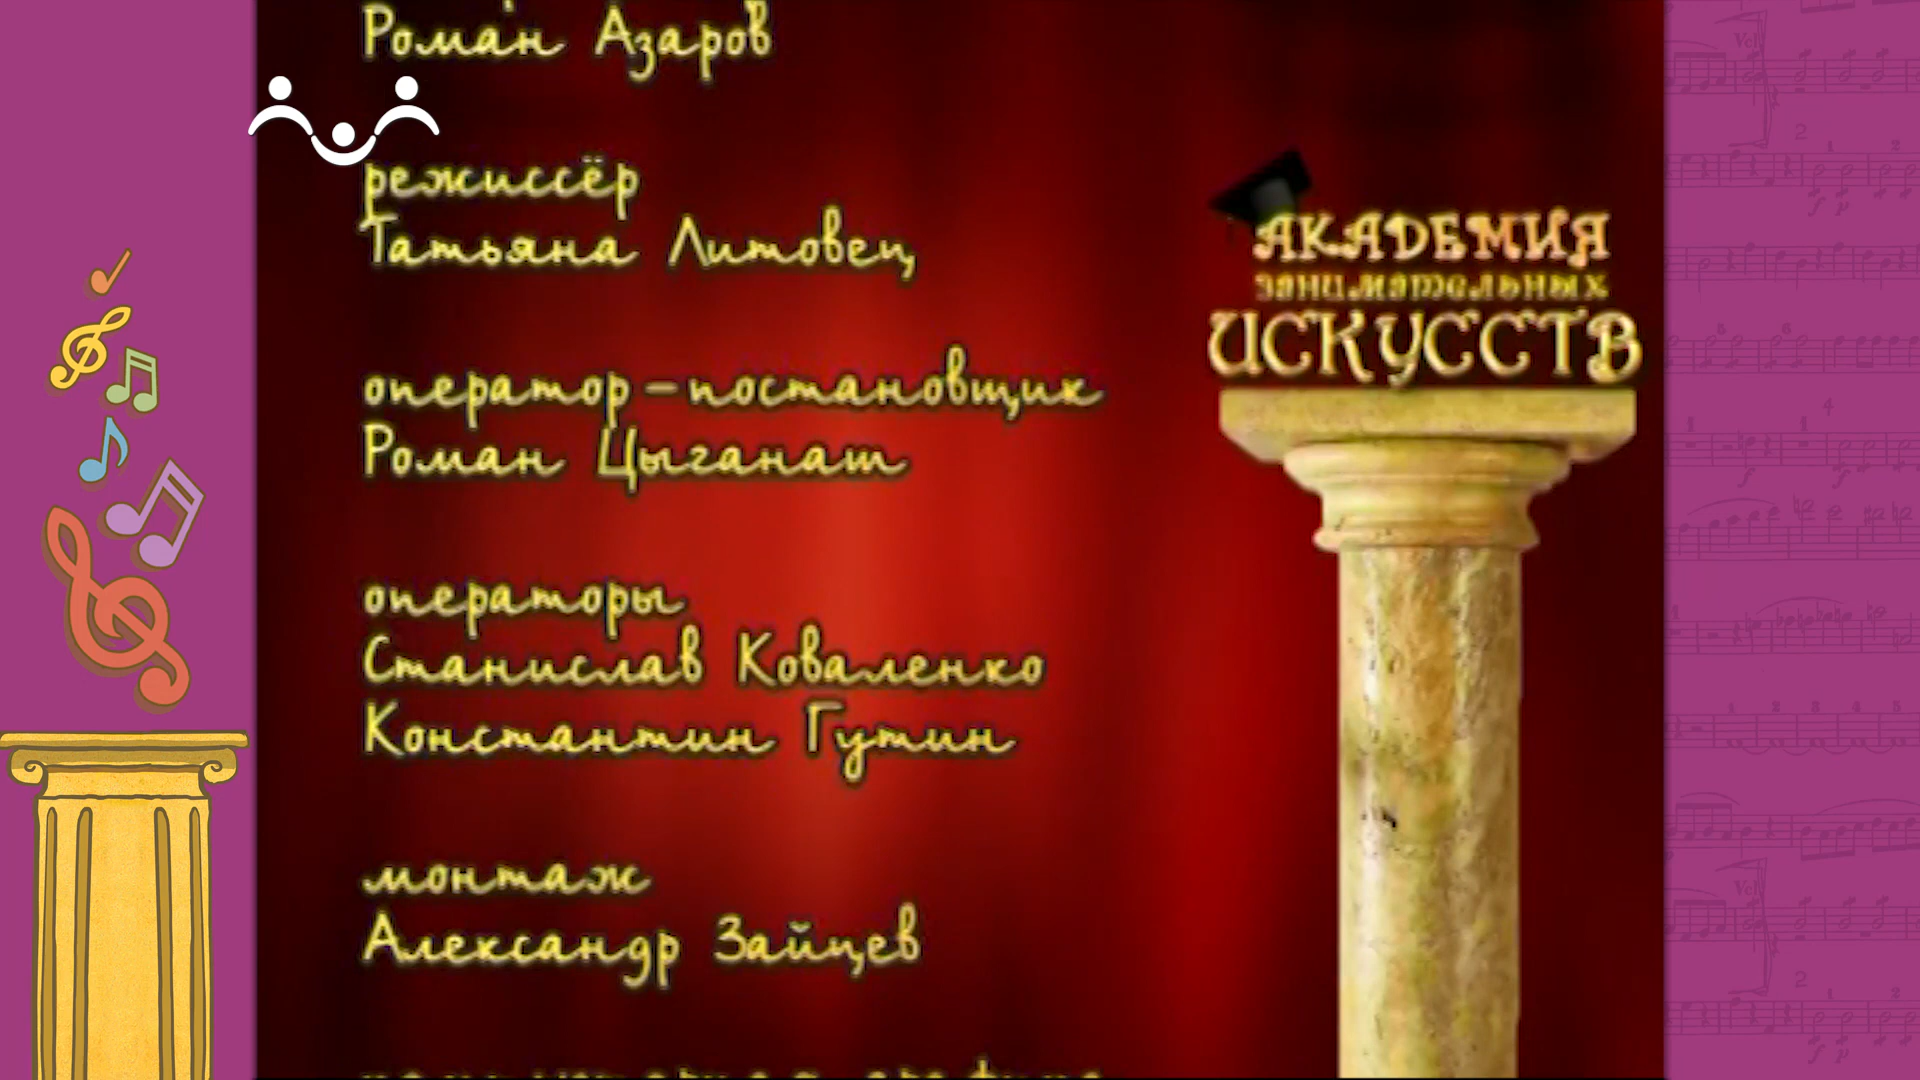 Роман Азаров
режиссёр
Татьяна Литовец
оператор-постановщик
Роман Цыганаш
операторы
Станислав Коваленко
Константин Гутин
монтаж
Александр Зайцев
АКАДЕМИЯ
занимательных
ИСКУССТВ